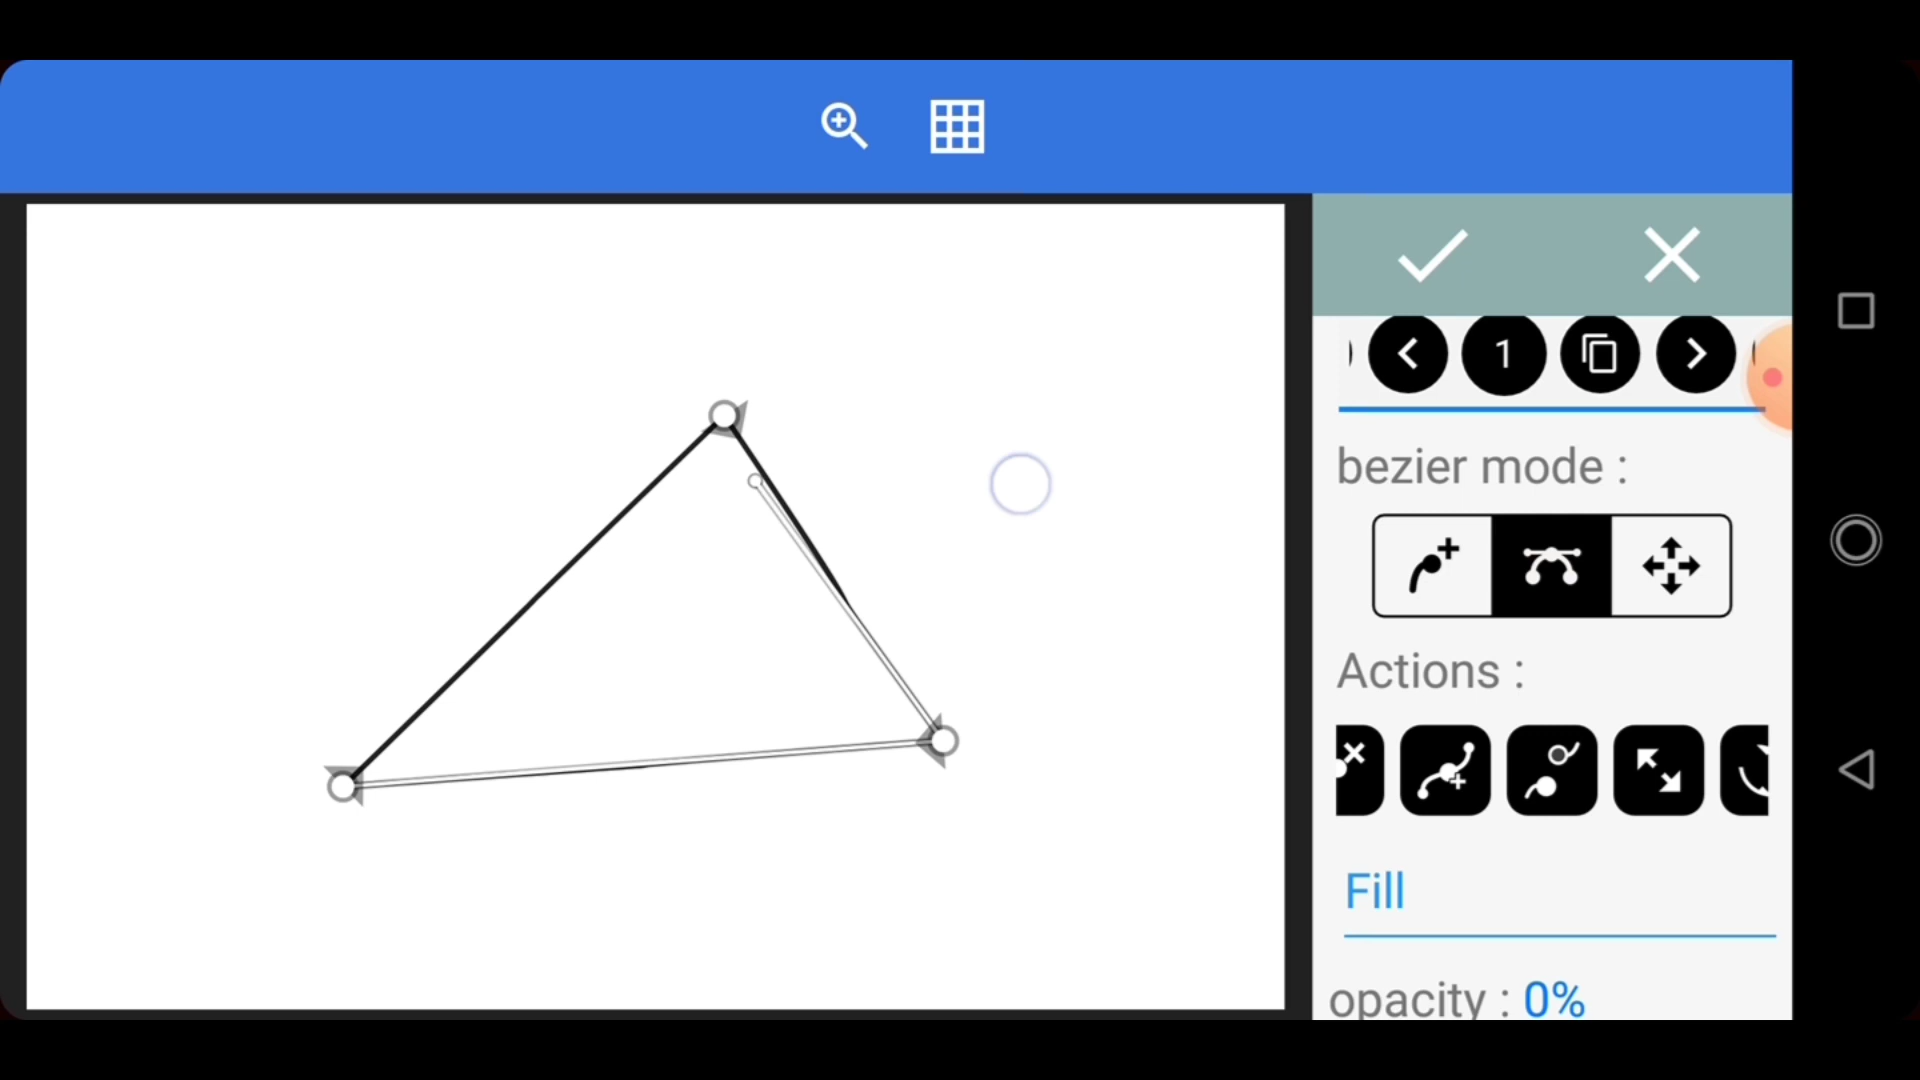 1
bezier mode :
Actions :
Fill
opacity : 0%